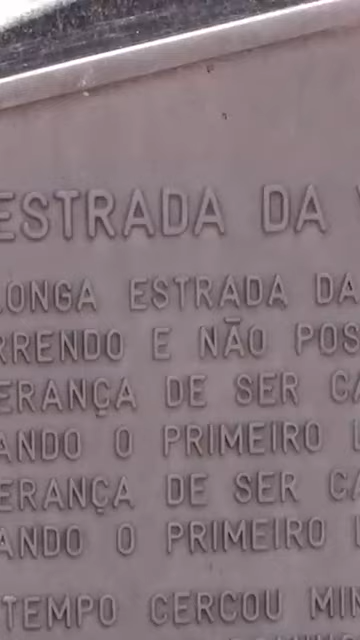 ESTRADA DA V
LONGA ESTRADA DA
RRENDO E NÃO POS
ERANÇA DE SER CA
ANDO O PRIMEIRO L
ERANÇA DE SER CA
ANDO O PRIMEIRO L
TEMPO CERCOU MIN